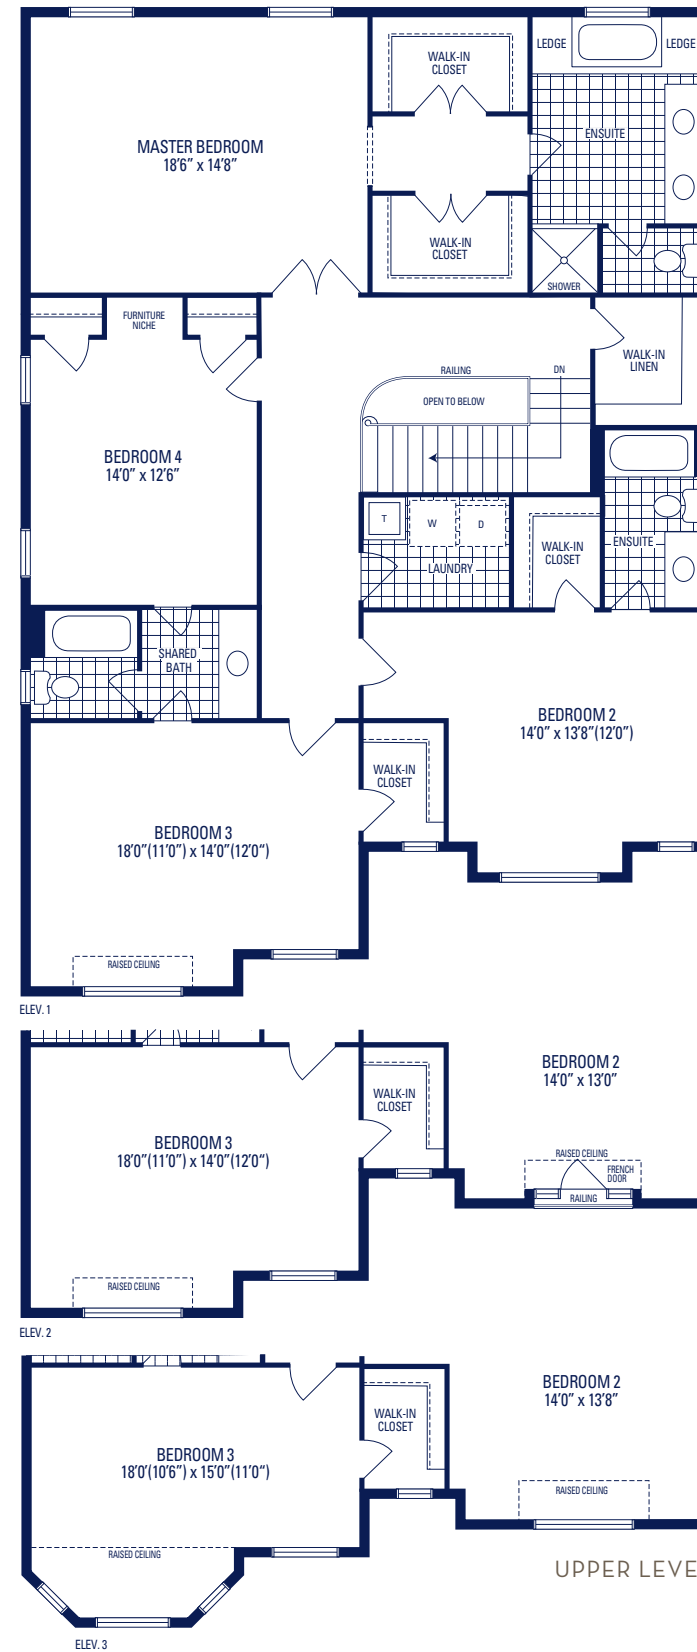 WALK-IN
CLOSET
LEDGE
LEDGE
MASTER BEDROOM
18'6" x 14'8"
ENSUITE
WALK-IN
CLOSET
SHOWER
FURNITURE
NICHE
WALK-IN
LINEN
RAILING
DN
OPEN TO BELOW
BEDROOM 4
14'0" x 12'6"
T
W
D
LAUNDRY
WALK-IN
CLOSET
ENSUITE
SHARED
BATH
BEDROOM 2
14'0" x 13'8"(12'0")
WALK-IN
CLOSET
BEDROOM 3
18'0"(11'0") x 14'0"(12'0")
RAISED CEILING
ELEV. 1
BEDROOM 2
14'0" x 13'0"
WALK-IN
CLOSET
BEDROOM 3
18'0"(11'0") x 14'0"(12'0")
RAISED CEILING
FRENCH
DOOR
RAILING
RAISED CEILING
ELEV. 2
BEDROOM 2
14'0" x 13'8"
WALK-IN
CLOSET
BEDROOM 3
18'0'(10'6") x 15'0"(11'0")
RAISED CEILING
RAISED CEILING
UPPER LEVE
ELEV. 3